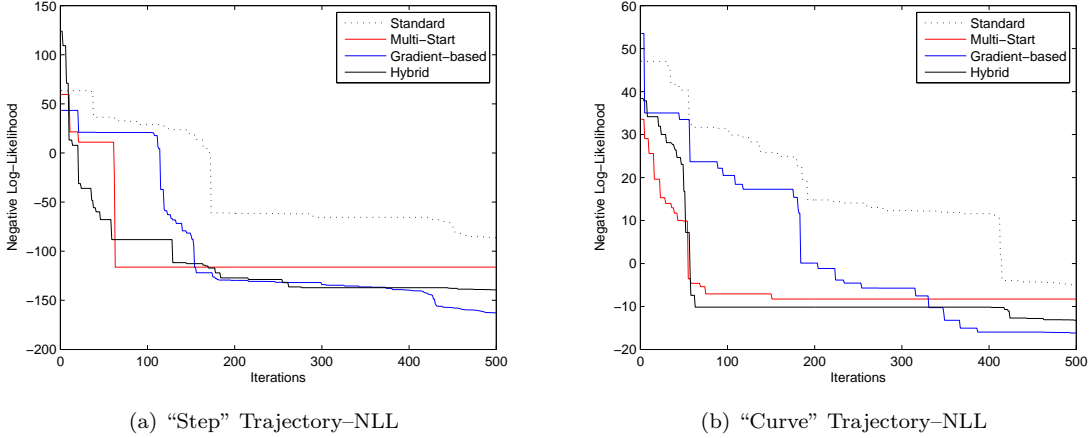 150
100
50
0
−50
−100
−150
−200
Negative Log−Likelihood
0 100 200 300 400 500
Iterations
Standard
Multi−Start
Gradient−based
Hybrid
(a) “Step” Trajectory–NLL
60
50
40
30
20
10
0
−10
−20
Negative Log−Likelihood
0 100 200 300 400 500
Iterations
Standard
Multi−Start
Gradient−based
Hybrid
(b) “Curve” Trajectory–NLL